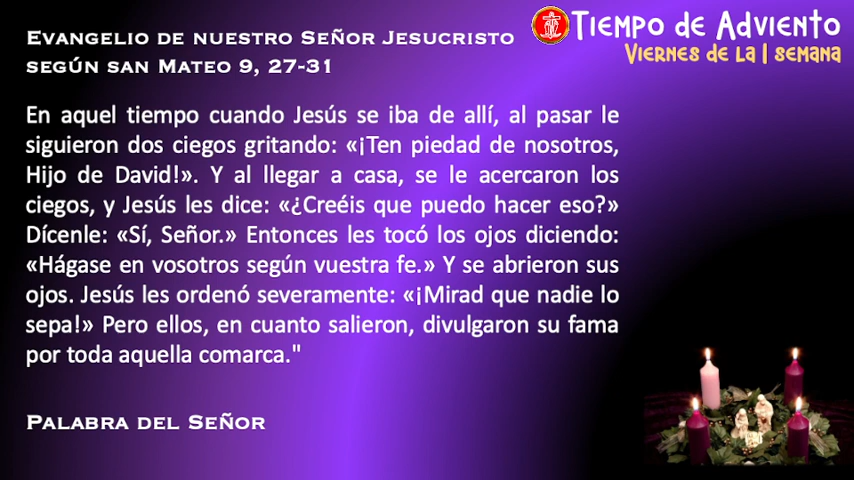 Evangelio de nuestro Señor Jesucristo
según san Mateo 9, 27-31
Tiempo de Adviento
Viernes de la I semana
En aquel tiempo cuando Jesús se iba de allí, al pasar le
siguieron dos ciegos gritando: «¡Ten piedad de nosotros,
Hijo de David!». Y al llegar a casa, se le acercaron los
ciegos, y Jesús les dice: «¿Creéis que puedo hacer eso?»
Dícenle: «Sí, Señor.» Entonces les tocó los ojos diciendo:
«Hágase en vosotros según vuestra fe.» Y se abrieron sus
ojos. Jesús les ordenó severamente: «¡Mirad que nadie lo
sepa!» Pero ellos, en cuanto salieron, divulgaron su fama
por toda aquella comarca."
Palabra del Señor